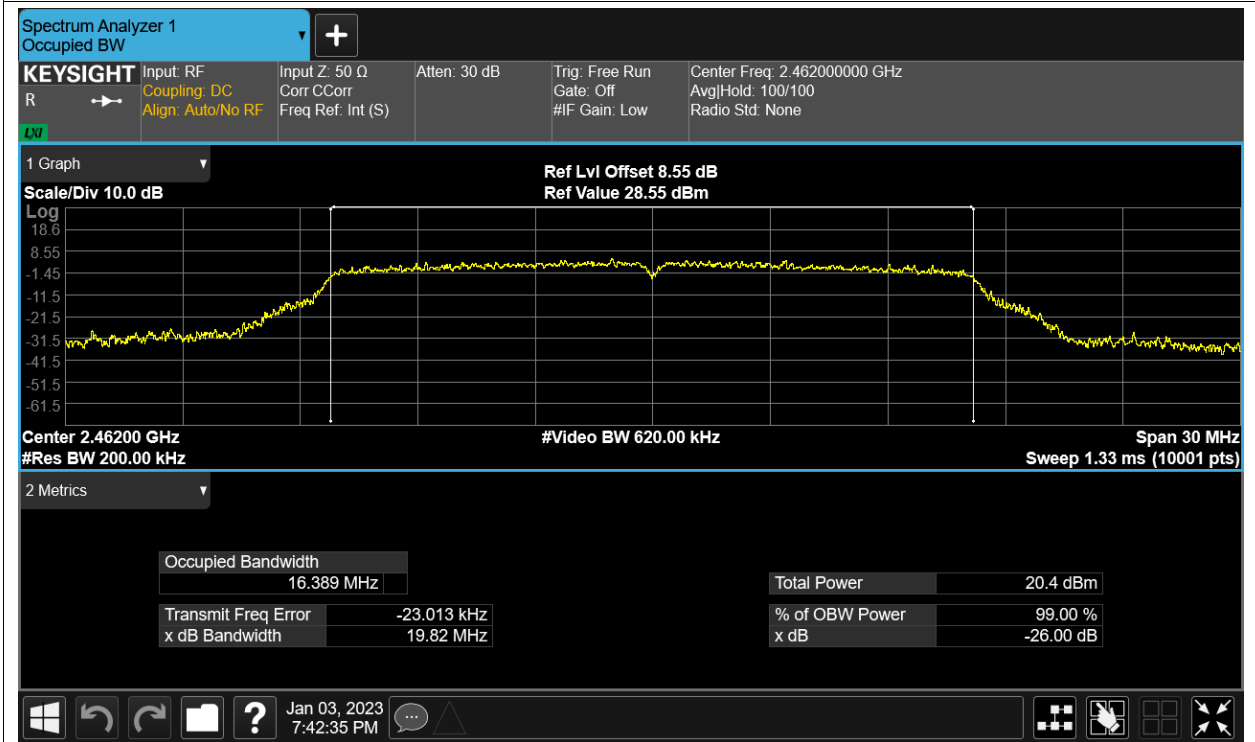 Spectrum Analyzer 1
Occupied BW
KEYSIGHT
R
LXI
Input: RF
Coupling: DC
Align: Auto/No RF
Input Z: 50 Ω
Corr CCorr
Freq Ref: Int (S)
Atten: 30 dB
Trig: Free Run
Gate: Off
#IF Gain: Low
Center Freq: 2.462000000 GHz
Avg|Hold: 100/100
Radio Std: None
1 Graph
Scale/Div 10.0 dB
Ref Lvl Offset 8.55 dB
Ref Value 28.55 dBm
Log
18.6
8.55
-1.45
-11.5
-21.5
-31.5
-41.5
-51.5
-61.5
Center 2.46200 GHz
#Res BW 200.00 kHz
#Video BW 620.00 kHz
Span 30 MHz
Sweep 1.33 ms (10001 pts)
2 Metrics
Occupied Bandwidth
16.389 MHz
Transmit Freq Error -23.013 kHz
x dB Bandwidth 19.82 MHz
Total Power 20.4 dBm
% of OBW Power 99.00 %
x dB -26.00 dB
?
Jan 03, 2023
7:42:35 PM